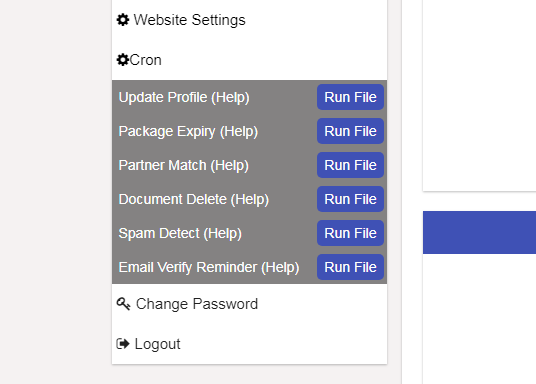 Website Settings
Cron
Update Profile (Help) Run File
Package Expiry (Help) Run File
Partner Match (Help) Run File
Document Delete (Help) Run File
Spam Detect (Help) Run File
Email Verify Reminder (Help) Run File
Change Password
Logout